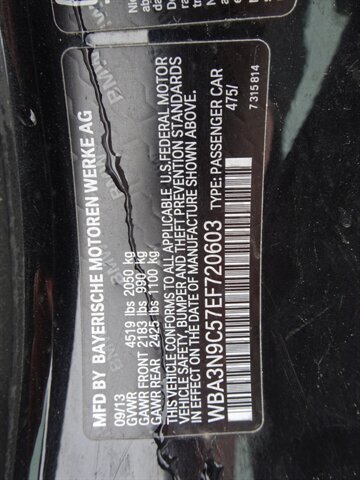 MFD BY BAYERISCHE MOTOREN WERKE AG
09/13
GVWR 4519 lbs 2050 kg
GAWR FRONT 2183 lbs 990 kg
GAWR REAR 2425 lbs 1100 kg
THIS VEHICLE CONFORMS TO ALL APPLICABLE U.S. FEDERAL MOTOR
VEHICLE SAFETY, BUMPER AND THEFT PREVENTION STANDARDS
IN EFFECT ON THE DATE OF MANUFACTURE SHOWN ABOVE.
WBA3N9C57EF720603 TYPE: PASSENGER CAR
475/
7 315 814